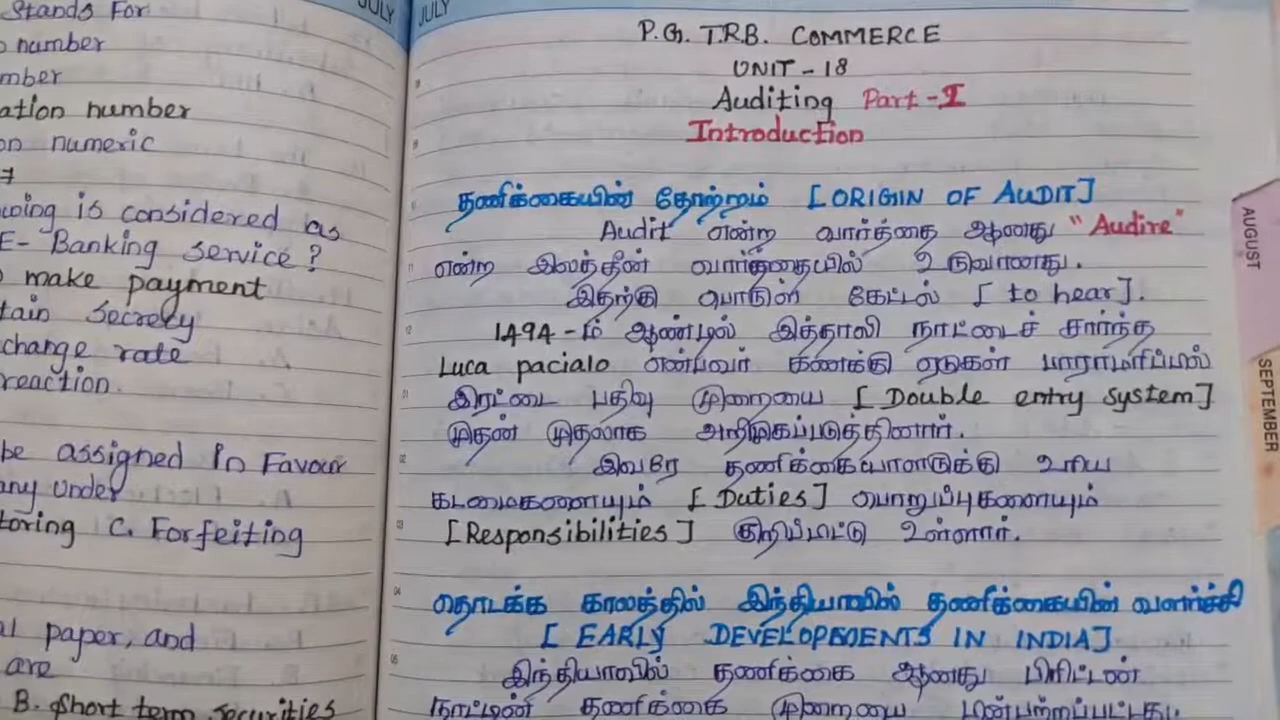 Stands For
number
mber
ation number
on numeric
wing is considered as
E- Banking service?
make payment
tain secrecy
change rate
reaction.
be assigned in Favour
any under
toring C. Forfeiting
al paper, and
are
B. Short term securities
JULY
JULY
P.G. T.R.B. COMMERCE
UNIT - 18
Auditing Part - I
Introduction
தணிக்கையின் தோற்றம் [ORIGIN OF AUDIT]
Audit என்ற வார்த்தை ஆனது "Audire"
என்ற இலத்தீன் வார்த்தையில் உருவானது.
இதற்கு பொருள் கேட்டல் [to hear].
1494-ம் ஆண்டில் இத்தாலி நாட்டைச் சார்ந்த
Luca pacialo என்பவர் கணக்கு ஏடுகள் பாராமரிப்பில்
இரட்டை பதிவு முறையை [Double entry system]
முதன் முதலாக அறிமுகப்படுத்தினார்.
இவரே தணிக்கையாளாருக்கு உரிய
கடமைகளையும் [Duties] பொறுப்புகளையும்
[Responsibilities] குறிப்பிட்டு உள்ளார்.
தொடக்க காலத்தில் இந்தியாவில் தணிக்கையின் வளர்ச்சி
[EARLY DEVELOPMENTS IN INDIA]
இந்தியாவில் தணிக்கை ஆனது பிரிட்டன்
நாட்டின் தணிக்கை முறையை பின்பற்றப்பட்டது.
AUGUST
SEPTEMBER